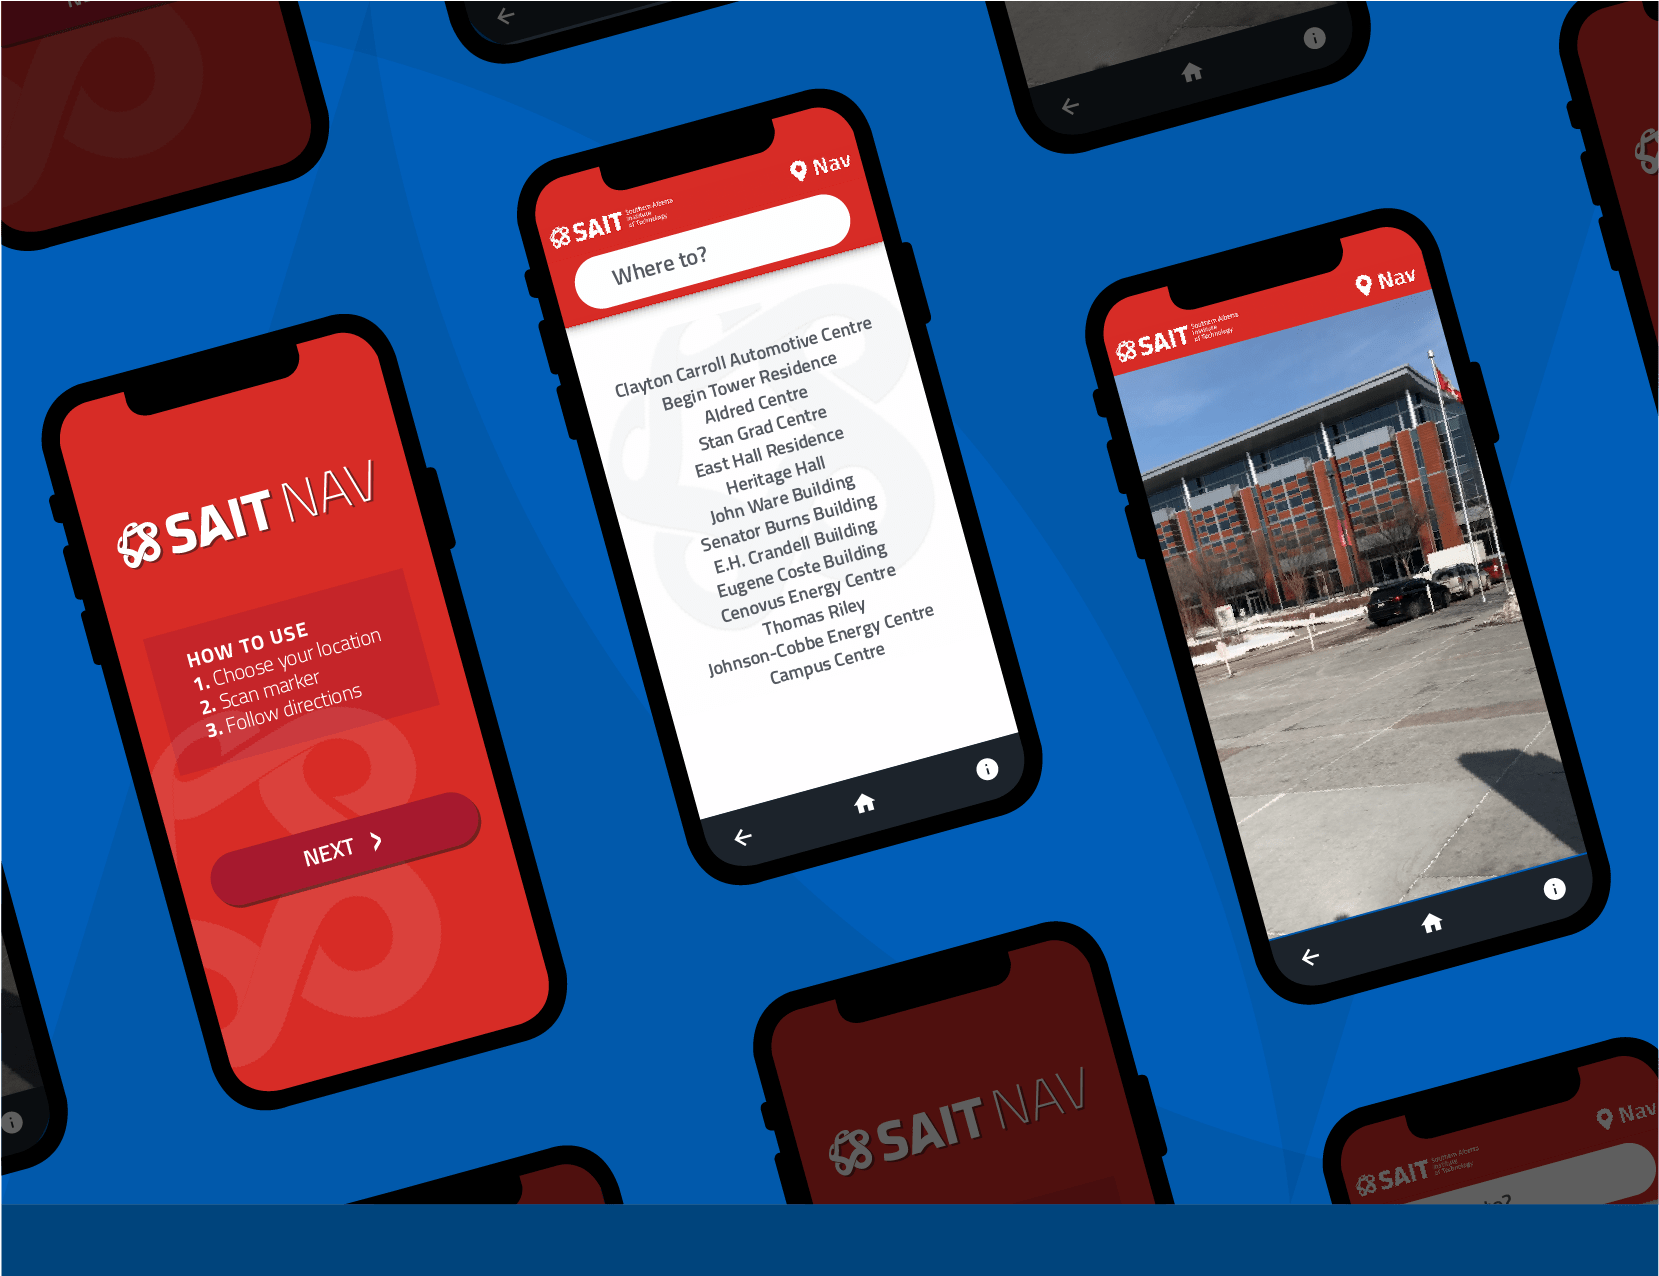 SAIT NAV
HOW TO USE
1. Choose your location
2. Scan marker
3. Follow directions
NEXT
Nav
SAIT
Southern Alberta
Institute
of Technology
Where to?
Clayton Carroll Automotive Centre
Begin Tower Residence
Aldred Centre
Stan Grad Centre
East Hall Residence
Heritage Hall
John Ware Building
Senator Burns Building
E.H. Crandell Building
Eugene Coste Building
Cenovus Energy Centre
Thomas Riley
Johnson-Cobbe Energy Centre
Campus Centre
Nav
SAIT
Southern Alberta
Institute
of Technology
SAIT NAV
Nav
SAIT
Southern Alberta
Institute
of Technology